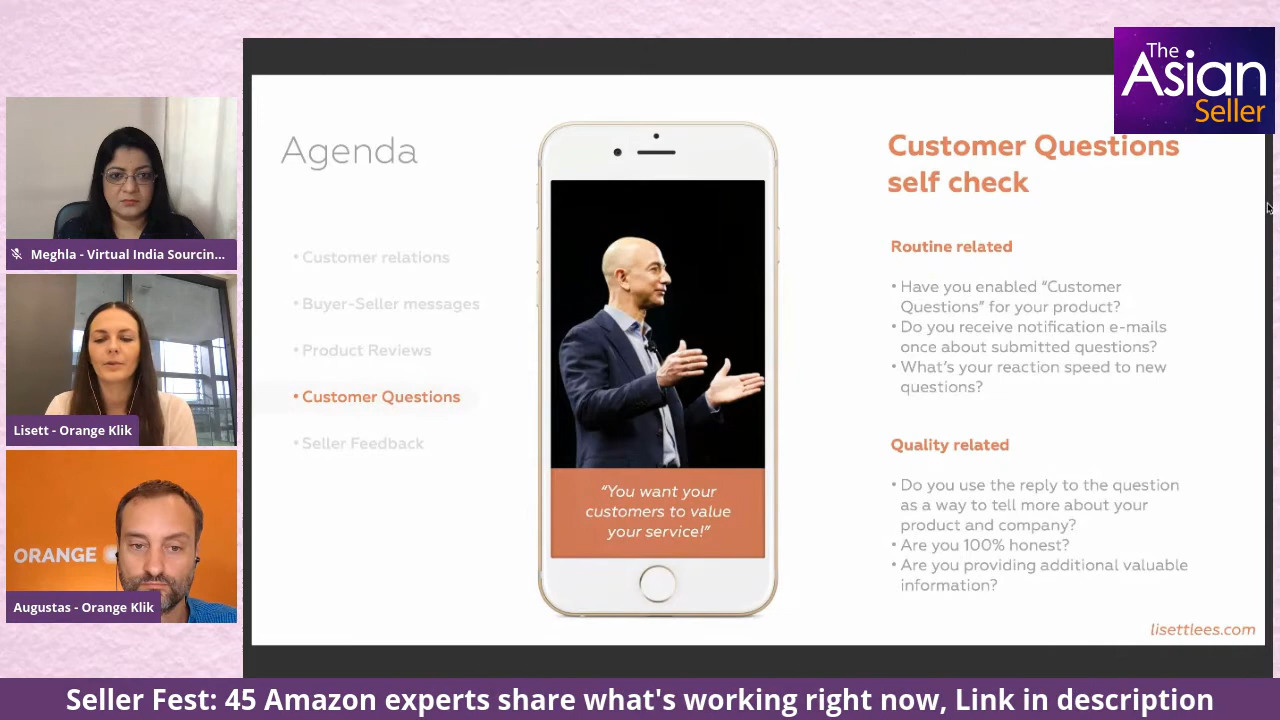 The
Asian
Seller
Meghla - Virtual India Sourcin...
Lisett - Orange Klik
ORANGE
Augustas - Orange Klik
Agenda
• Customer relations
• Buyer-Seller messages
• Product Reviews
• Customer Questions
• Seller Feedback
“You want your
customers to value
your service!”
Customer Questions
self check
Routine related
• Have you enabled “Customer
Questions” for your product?
• Do you receive notification e-mails
once about submitted questions?
• What's your reaction speed to new
questions?
Quality related
• Do you use the reply to the question
as a way to tell more about your
product and company?
• Are you 100% honest?
• Are you providing additional valuable
information?
lisettlees.com
Seller Fest: 45 Amazon experts share what's working right now, Link in description